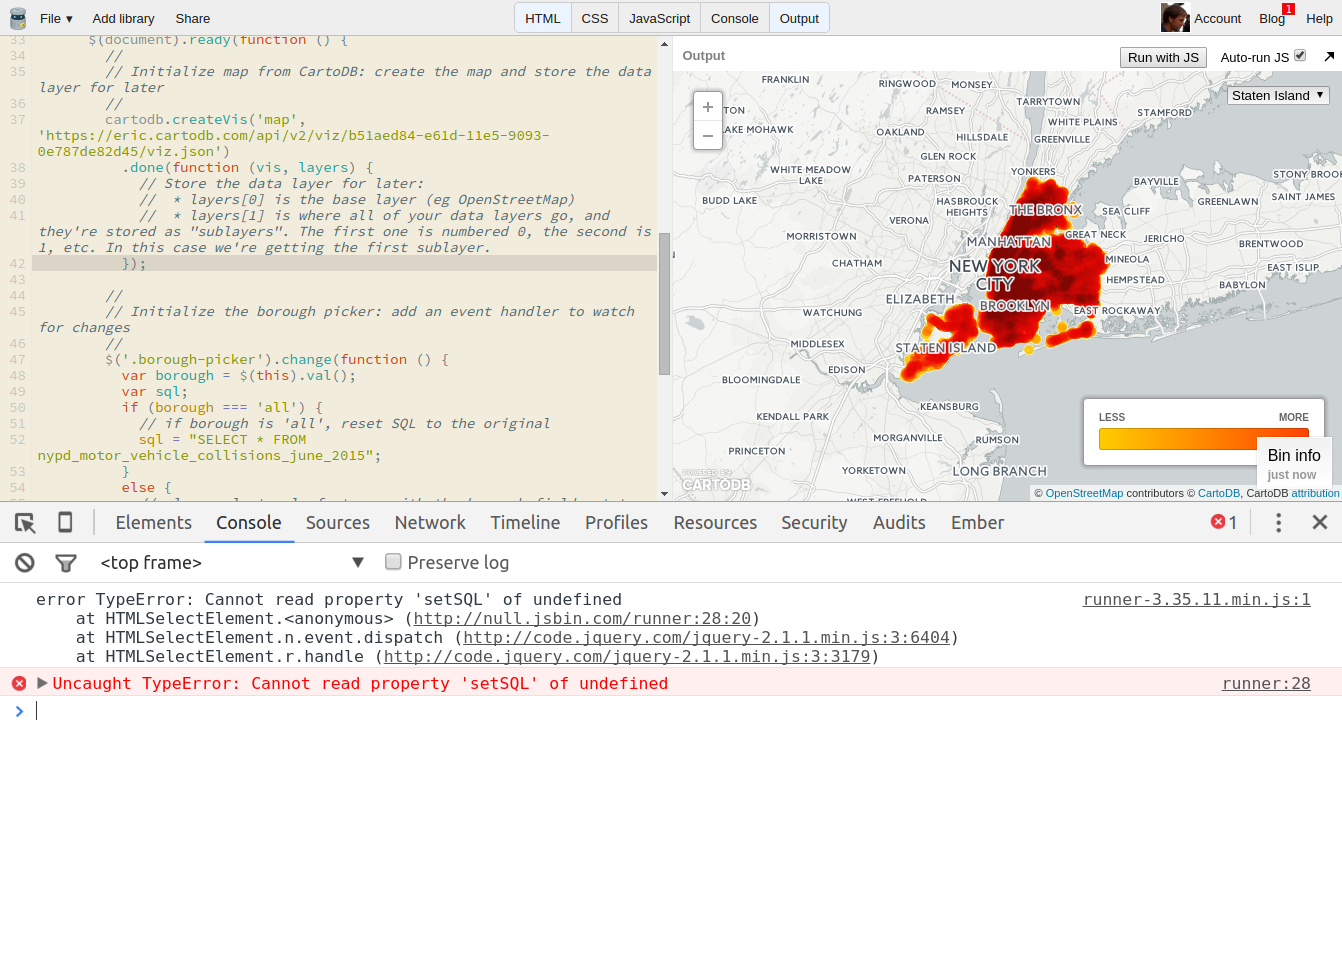 File ▾ Add library Share HTML CSS JavaScript Console Output Account Blog 1 Help
33 $(document).ready(function () {
34 //
35 // Initialize map from CartoDB: create the map and store the data
layer for later
36 //
37 cartodb.createVis('map',
'https://eric.cartodb.com/api/v2/viz/b51aed84-e61d-11e5-9093-
0e787de82d45/viz.json')
38 .done(function (vis, layers) {
39 // Store the data layer for later:
40 //  * layers[0] is the base layer (eg OpenStreetMap)
41 //  * layers[1] is where all of your data layers go, and
they're stored as "sublayers". The first one is numbered 0, the second is
1, etc. In this case we're getting the first sublayer.
42 });
43
44 //
45 // Initialize the borough picker: add an event handler to watch
for changes
46 //
47 $('.borough-picker').change(function () {
48 var borough = $(this).val();
49 var sql;
50 if (borough === 'all') {
51 // if borough is 'all', reset SQL to the original
52 sql = "SELECT * FROM
nypd_motor_vehicle_collisions_june_2015";
53 }
54 else {
Output Run with JS Auto-run JS
Staten Island ▼
+
−
FRANKLIN
RINGWOOD MONSEY
TARRYTOWN
TON
RAMSEY
STAMFORD
LAKE MOHAWK
OAKLAND
WHITE PLAINS
HILLSDALE
GREENVILLE
GLEN ROCK
WHITE MEADOW
LAKE
PATERSON
YONKERS
BAYVILLE
STONY BROOK
BUDD LAKE
HASBROUCK
HEIGHTS
THE BRONX
SEA CLIFF
GREENLAWN
SAINT JAMES
VERONA
MORRISTOWN
MANHATTAN
GREAT NECK
JERICHO
BRENTWOOD
CHATHAM
NEW YORK
CITY
MINEOLA
EAST ISLIP
HEMPSTEAD
BABYLON
ELIZABETH
BROOKLYN
WATCHUNG
EAST ROCKAWAY
MIDDLESEX
STATEN ISLAND
EDISON
BLOOMINGDALE
KEANSBURG
KENDALL PARK
MORGANVILLE
RUMSON
PRINCETON
YORKETOWN
LONG BRANCH
WEST FREEHOLD
LESS MORE
Bin info
just now
POWERED BY
CARTODB
© OpenStreetMap contributors © CartoDB, CartoDB attribution
Elements Console Sources Network Timeline Profiles Resources Security Audits Ember 1
<top frame> ▼ Preserve log
error TypeError: Cannot read property 'setSQL' of undefined runner-3.35.11.min.js:1
at HTMLSelectElement.<anonymous> (http://null.jsbin.com/runner:28:20)
at HTMLSelectElement.n.event.dispatch (http://code.jquery.com/jquery-2.1.1.min.js:3:6404)
at HTMLSelectElement.r.handle (http://code.jquery.com/jquery-2.1.1.min.js:3:3179)
Uncaught TypeError: Cannot read property 'setSQL' of undefined runner:28